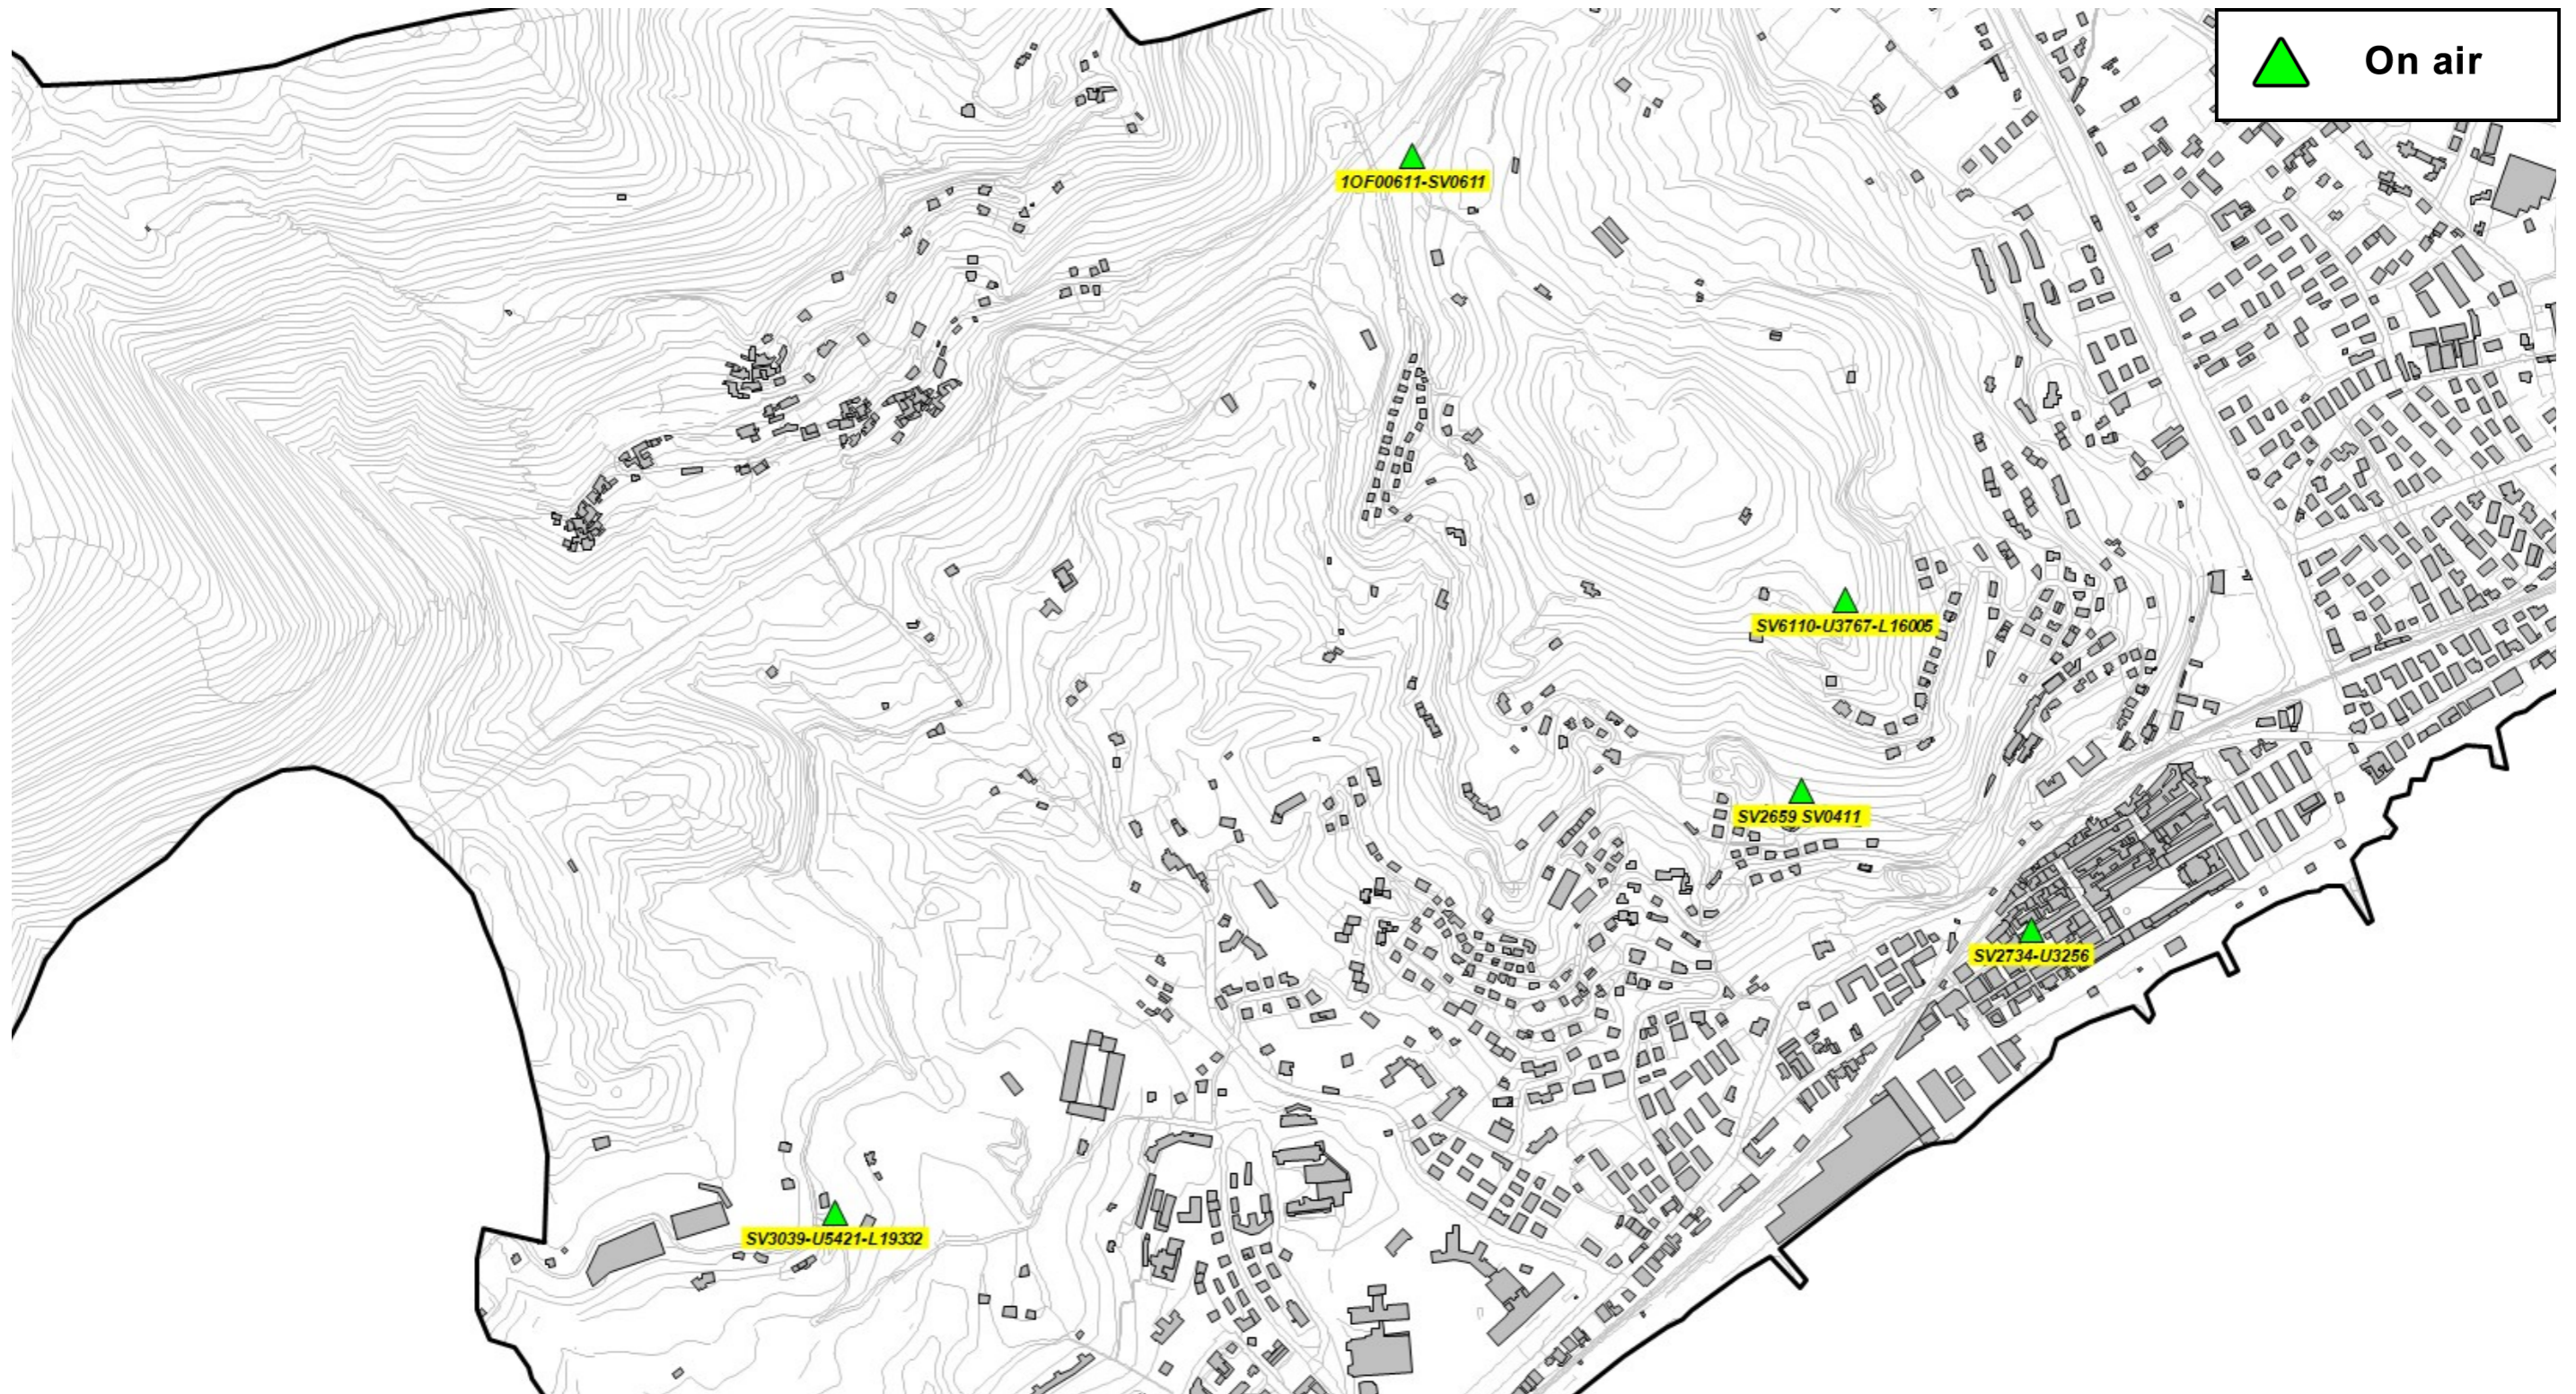 On air
1OF00611-SV0611
SV6110-U3767-L16005
SV2659 SV0411
SV2734-U3256
SV3039-U5421-L19332